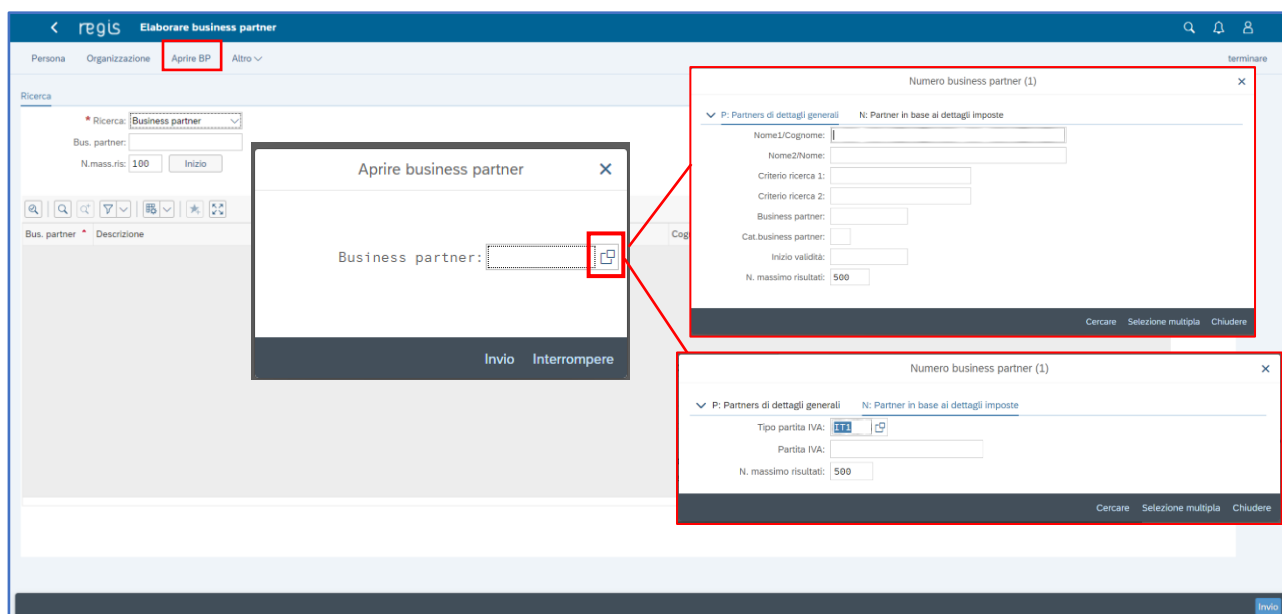 regis Elaborare business partner
Persona Organizzazione Aprire BP Altro
terminare
Ricerca
* Ricerca: Business partner
Bus. partner:
N.mass.ris: 100 Inizio
Bus. partner Descrizione
Cog
Aprire business partner
Business partner:
Invio Interrompere
Numero business partner (1)
P: Partners di dettagli generali N: Partner in base ai dettagli imposte
Nome1/Cognome:
Nome2/Nome:
Criterio ricerca 1:
Criterio ricerca 2:
Business partner:
Cat.business partner:
Inizio validità:
N. massimo risultati: 500
Cercare Selezione multipla Chiudere
Numero business partner (1)
P: Partners di dettagli generali N: Partner in base ai dettagli imposte
Tipo partita IVA: IT1
Partita IVA:
N. massimo risultati: 500
Cercare Selezione multipla Chiudere
Invio